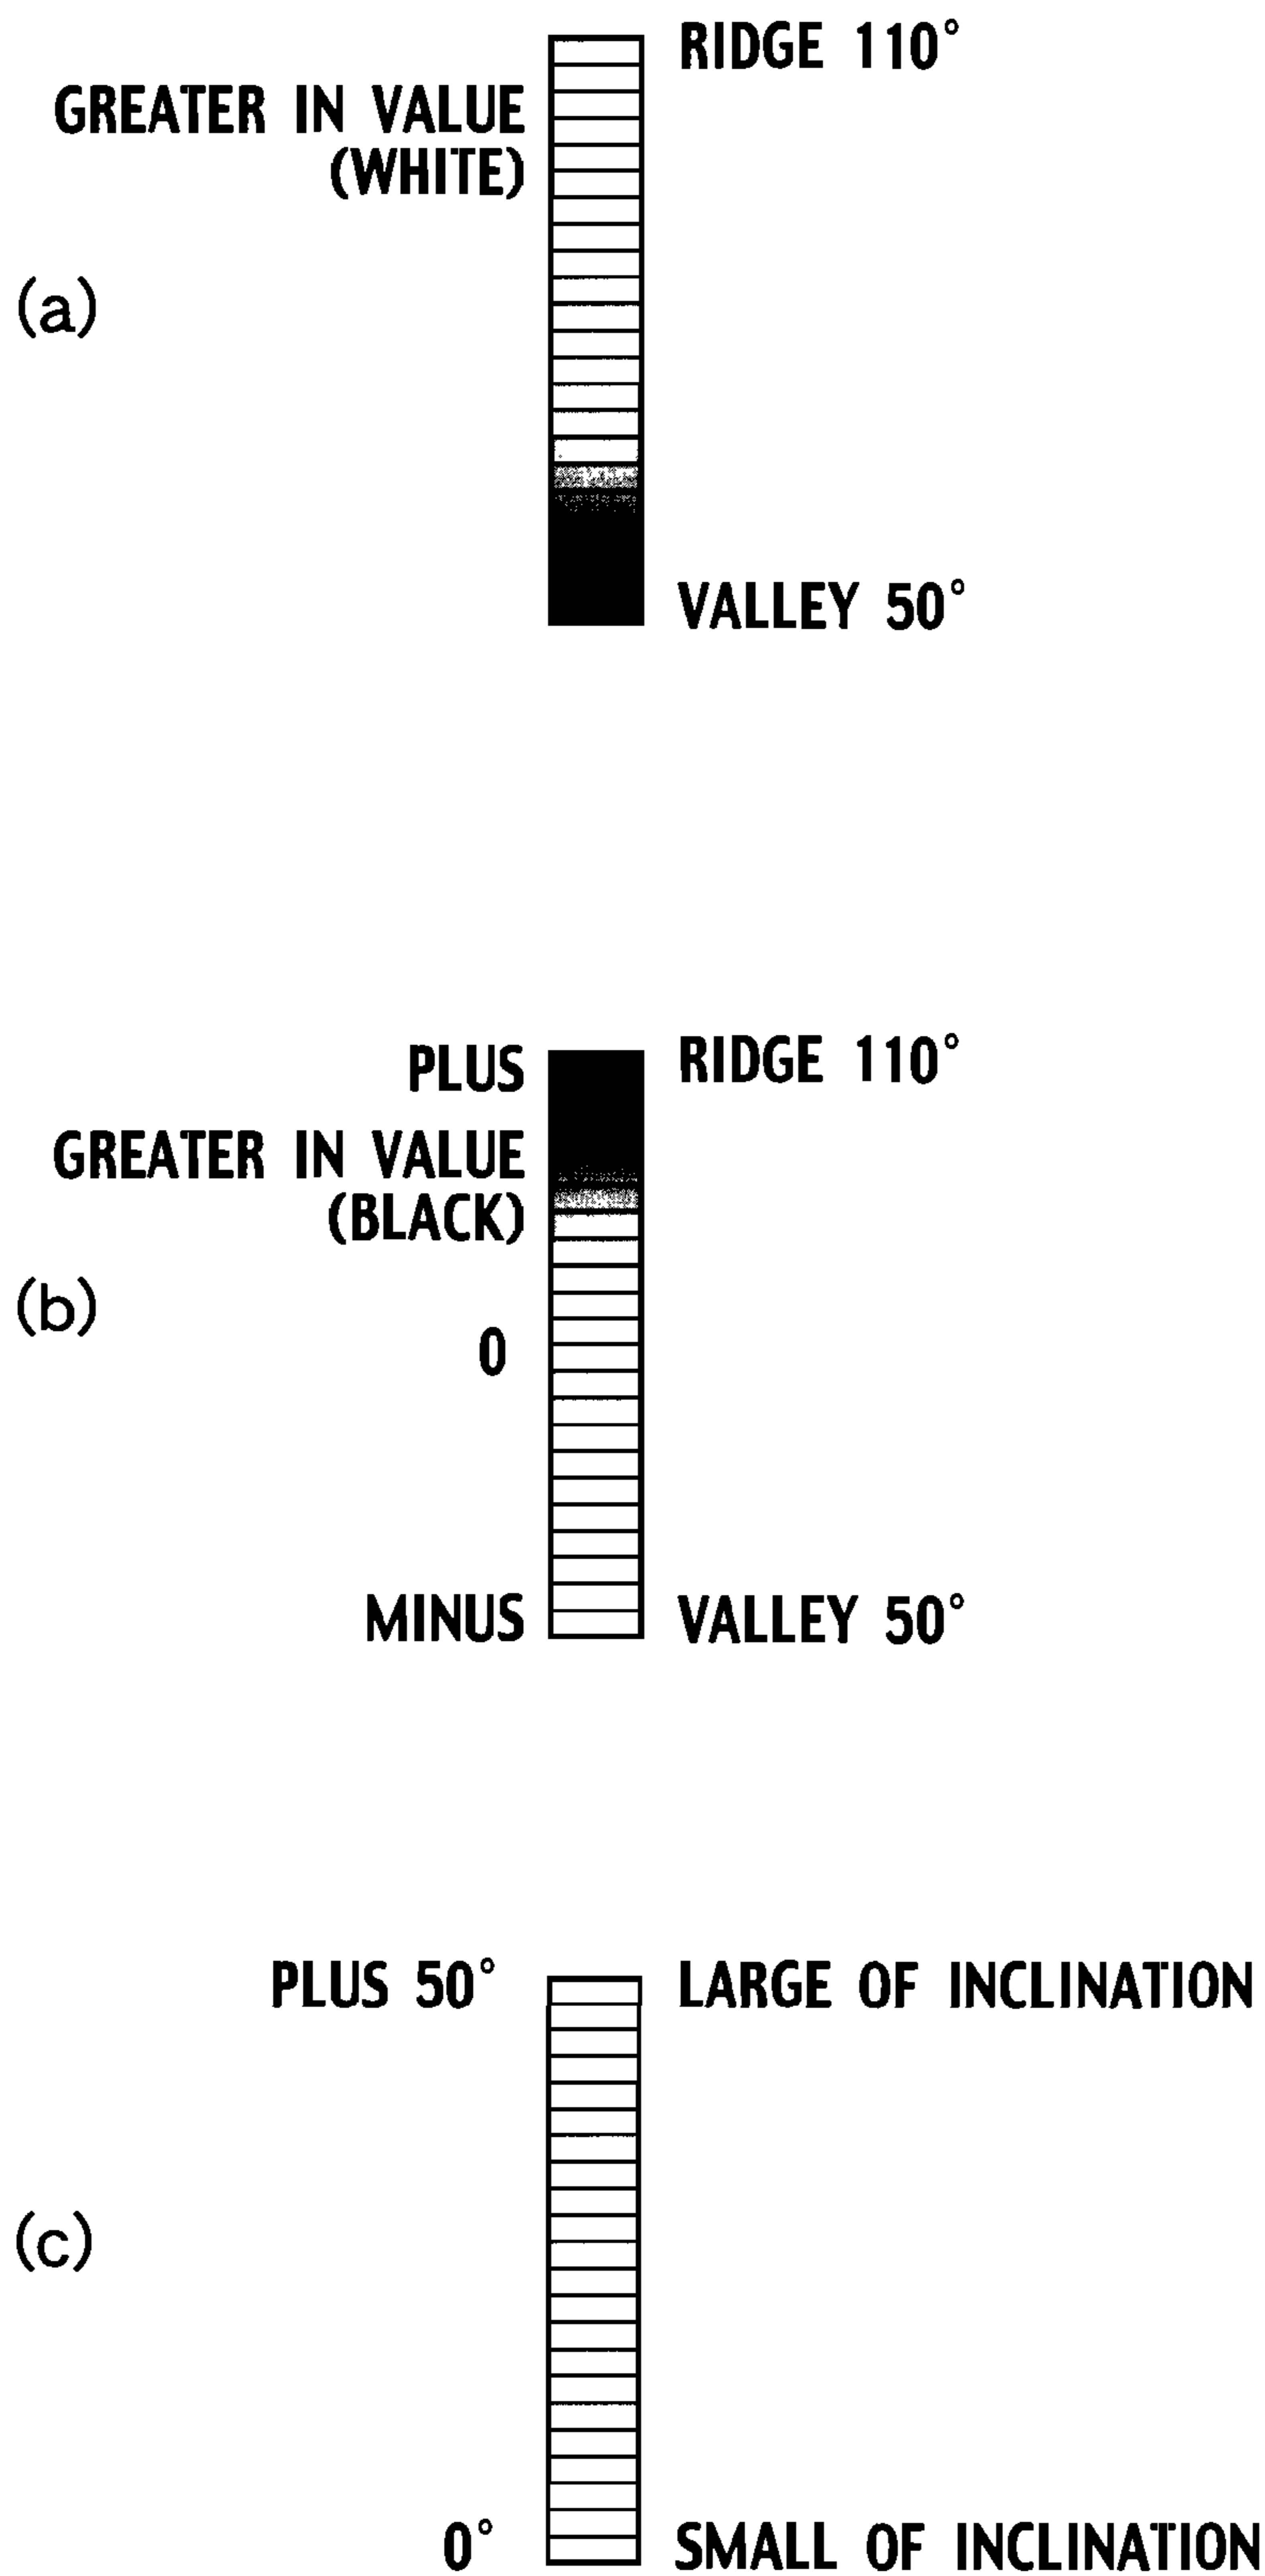 RIDGE 110°
GREATER IN VALUE
(WHITE)
(a)
VALLEY 50°
PLUS
RIDGE 110°
GREATER IN VALUE
(BLACK)
(b)
0
MINUS
VALLEY 50°
PLUS 50°
LARGE OF INCLINATION
(c)
0°
SMALL OF INCLINATION